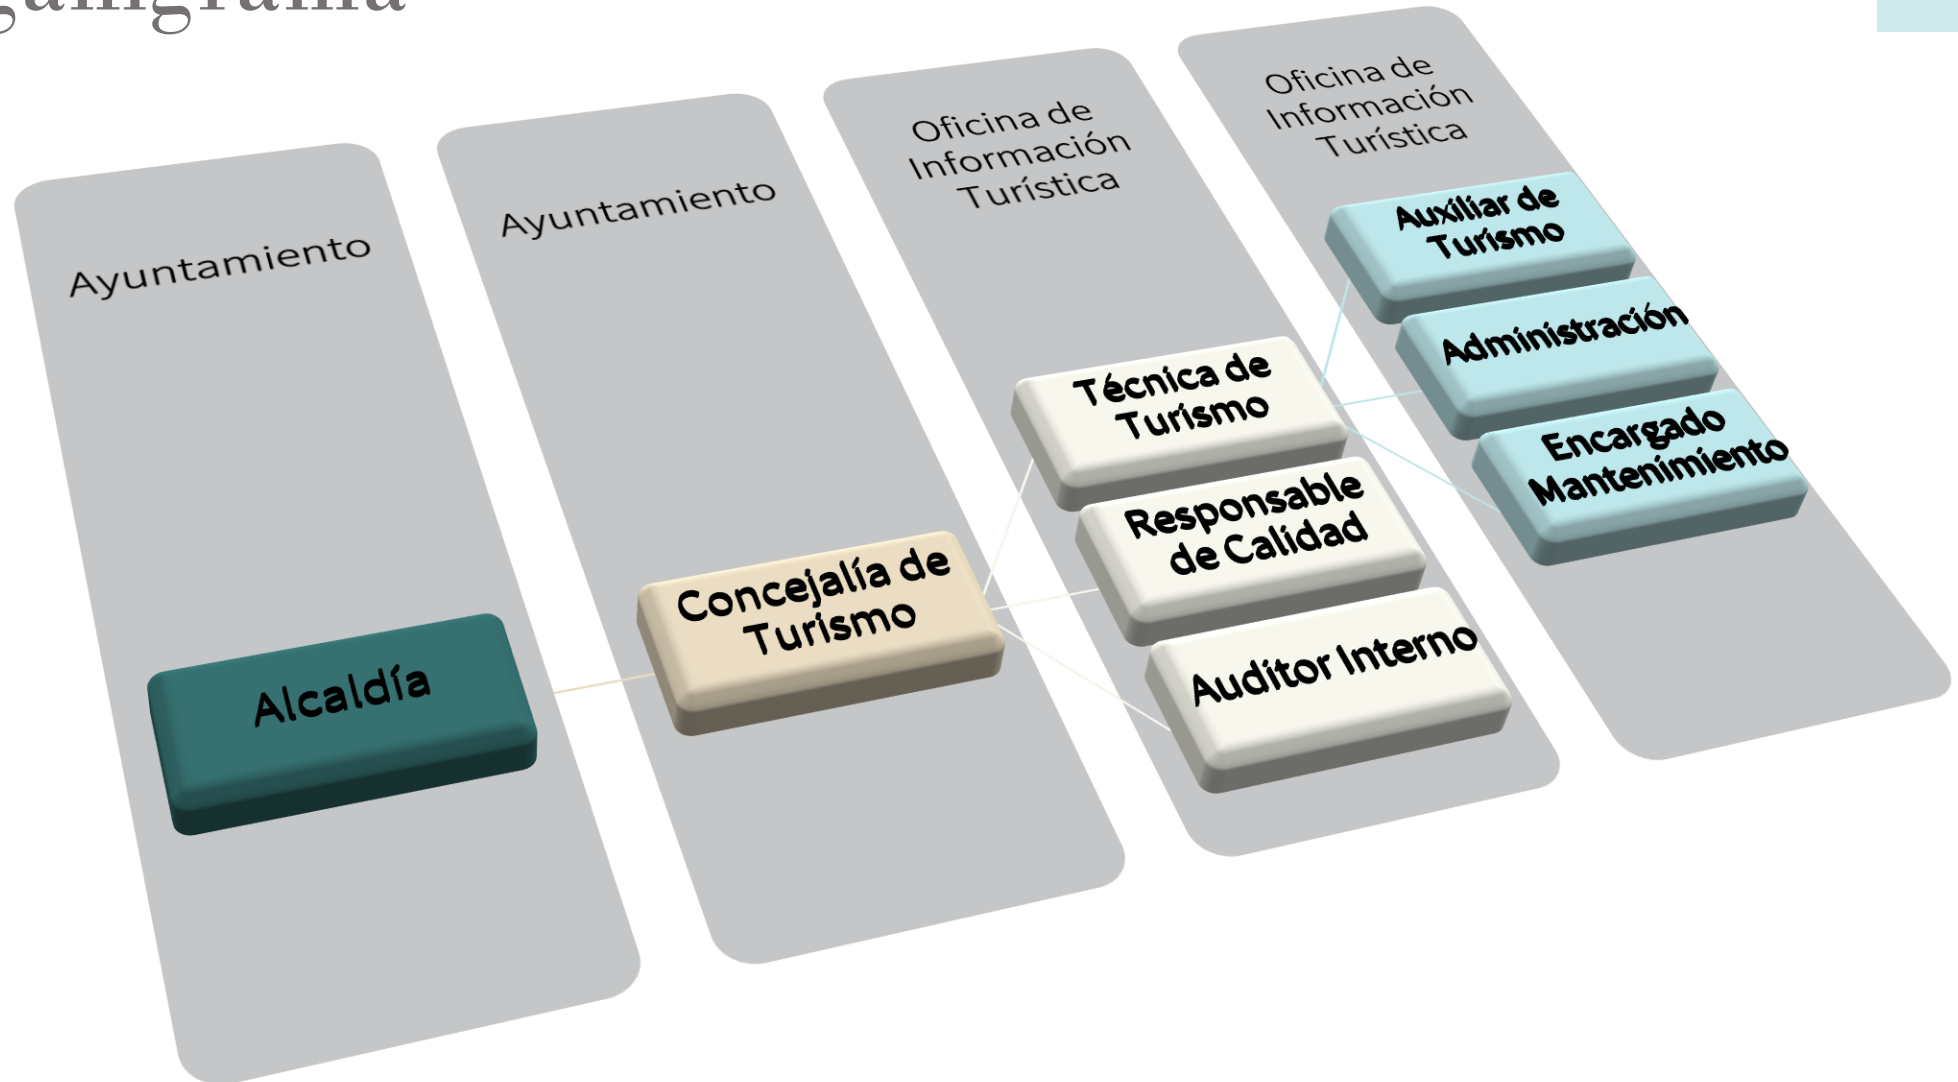 Ayuntamiento
Alcaldía
Ayuntamiento
Concejalía de
Turismo
Oficina de
Información
Turística
Técnica de
Turismo
Responsable
de Calidad
Auditor Interno
Oficina de
Información
Turística
Auxiliar de
Turismo
Administración
Encargado
Mantenimiento